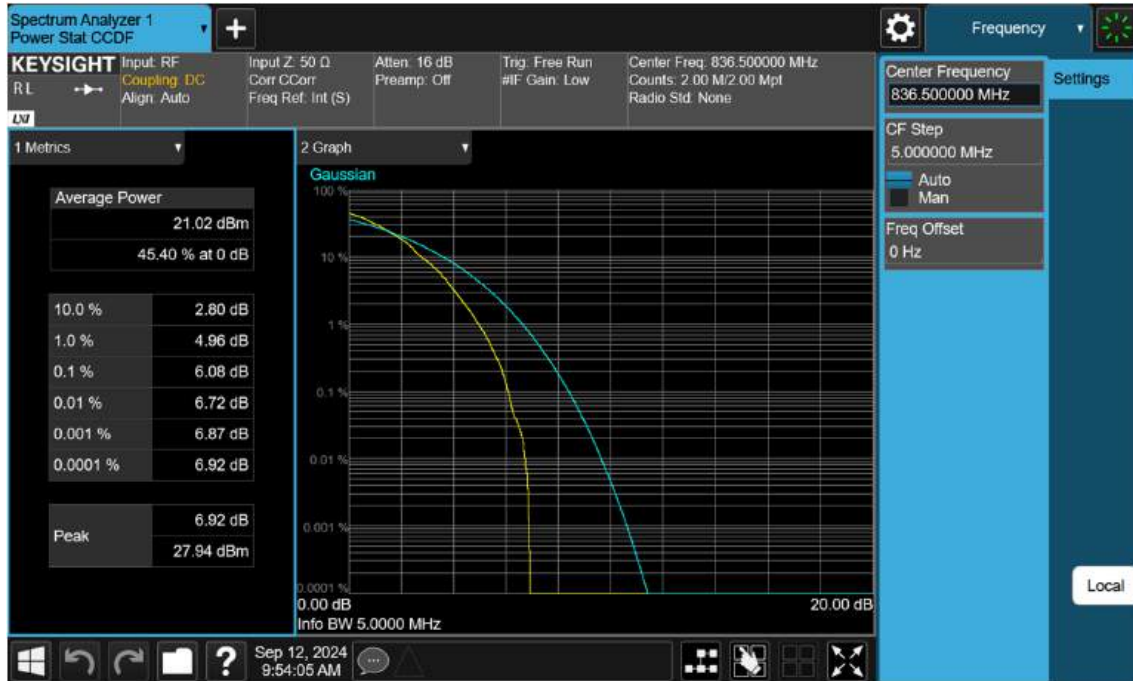 Spectrum Analyzer 1
Power Stat CCDF
Frequency
KEYSIGHT
RL
LXI
Input: RF
Coupling: DC
Align: Auto
Input Z: 50 Ω
Corr CCorr
Freq Ref: Int (S)
Atten: 16 dB
Preamp: Off
Trig: Free Run
#IF Gain: Low
Center Freq: 836.500000 MHz
Counts: 2.00 M/2.00 Mpt
Radio Std: None
Center Frequency
836.500000 MHz
Settings
CF Step
5.000000 MHz
Auto
Man
Freq Offset
0 Hz
1 Metrics
Average Power
21.02 dBm
45.40 % at 0 dB
10.0 % 2.80 dB
1.0 % 4.96 dB
0.1 % 6.08 dB
0.01 % 6.72 dB
0.001 % 6.87 dB
0.0001 % 6.92 dB
Peak
6.92 dB
27.94 dBm
2 Graph
Gaussian
100 %
10 %
1 %
0.1 %
0.01 %
0.001 %
0.0001 %
0.00 dB 20.00 dB
Info BW 5.0000 MHz
Local
?
Sep 12, 2024
9:54:05 AM